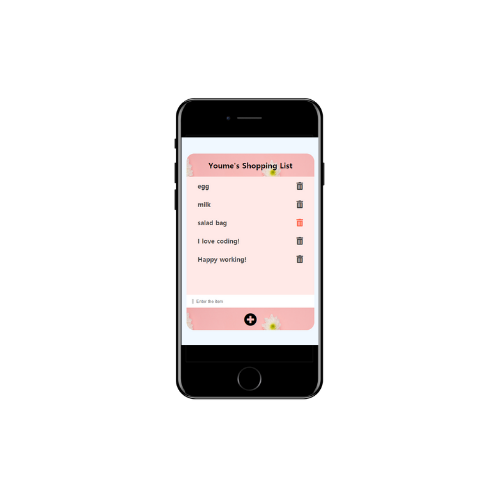 Youme's Shopping List
egg
milk
salad bag
I love coding!
Happy working!
Enter the item